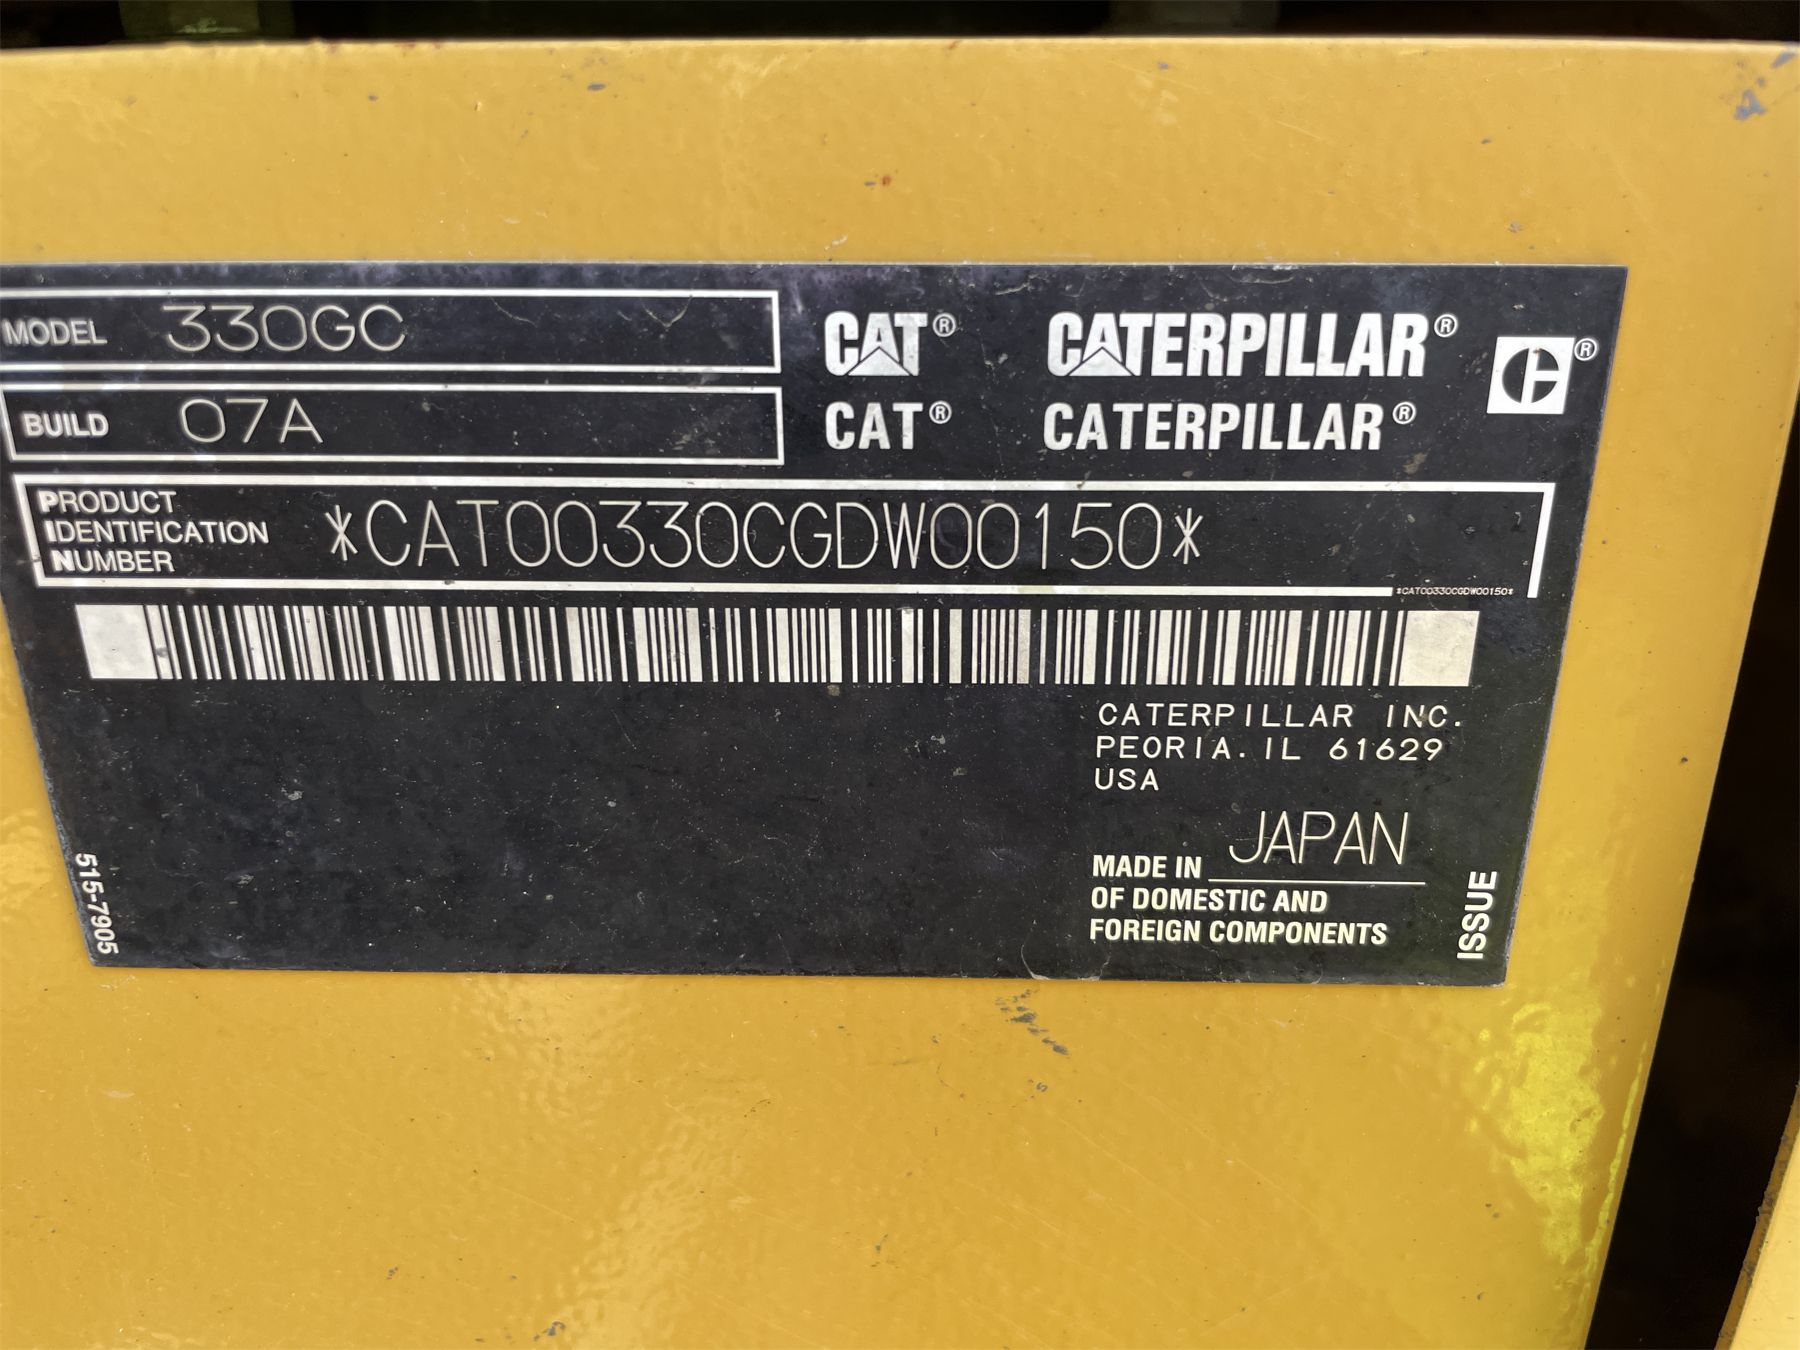 MODEL 330GC
CAT® CATERPILLAR®
BUILD 07A
CAT® CATERPILLAR®
PRODUCT
IDENTIFICATION
NUMBER
*CAT00330CGDW00150*
*CAT00330CGDW00150*
CATERPILLAR INC.
PEORIA. IL 61629
USA
MADE IN JAPAN
OF DOMESTIC AND
FOREIGN COMPONENTS
515-7905
ISSUE